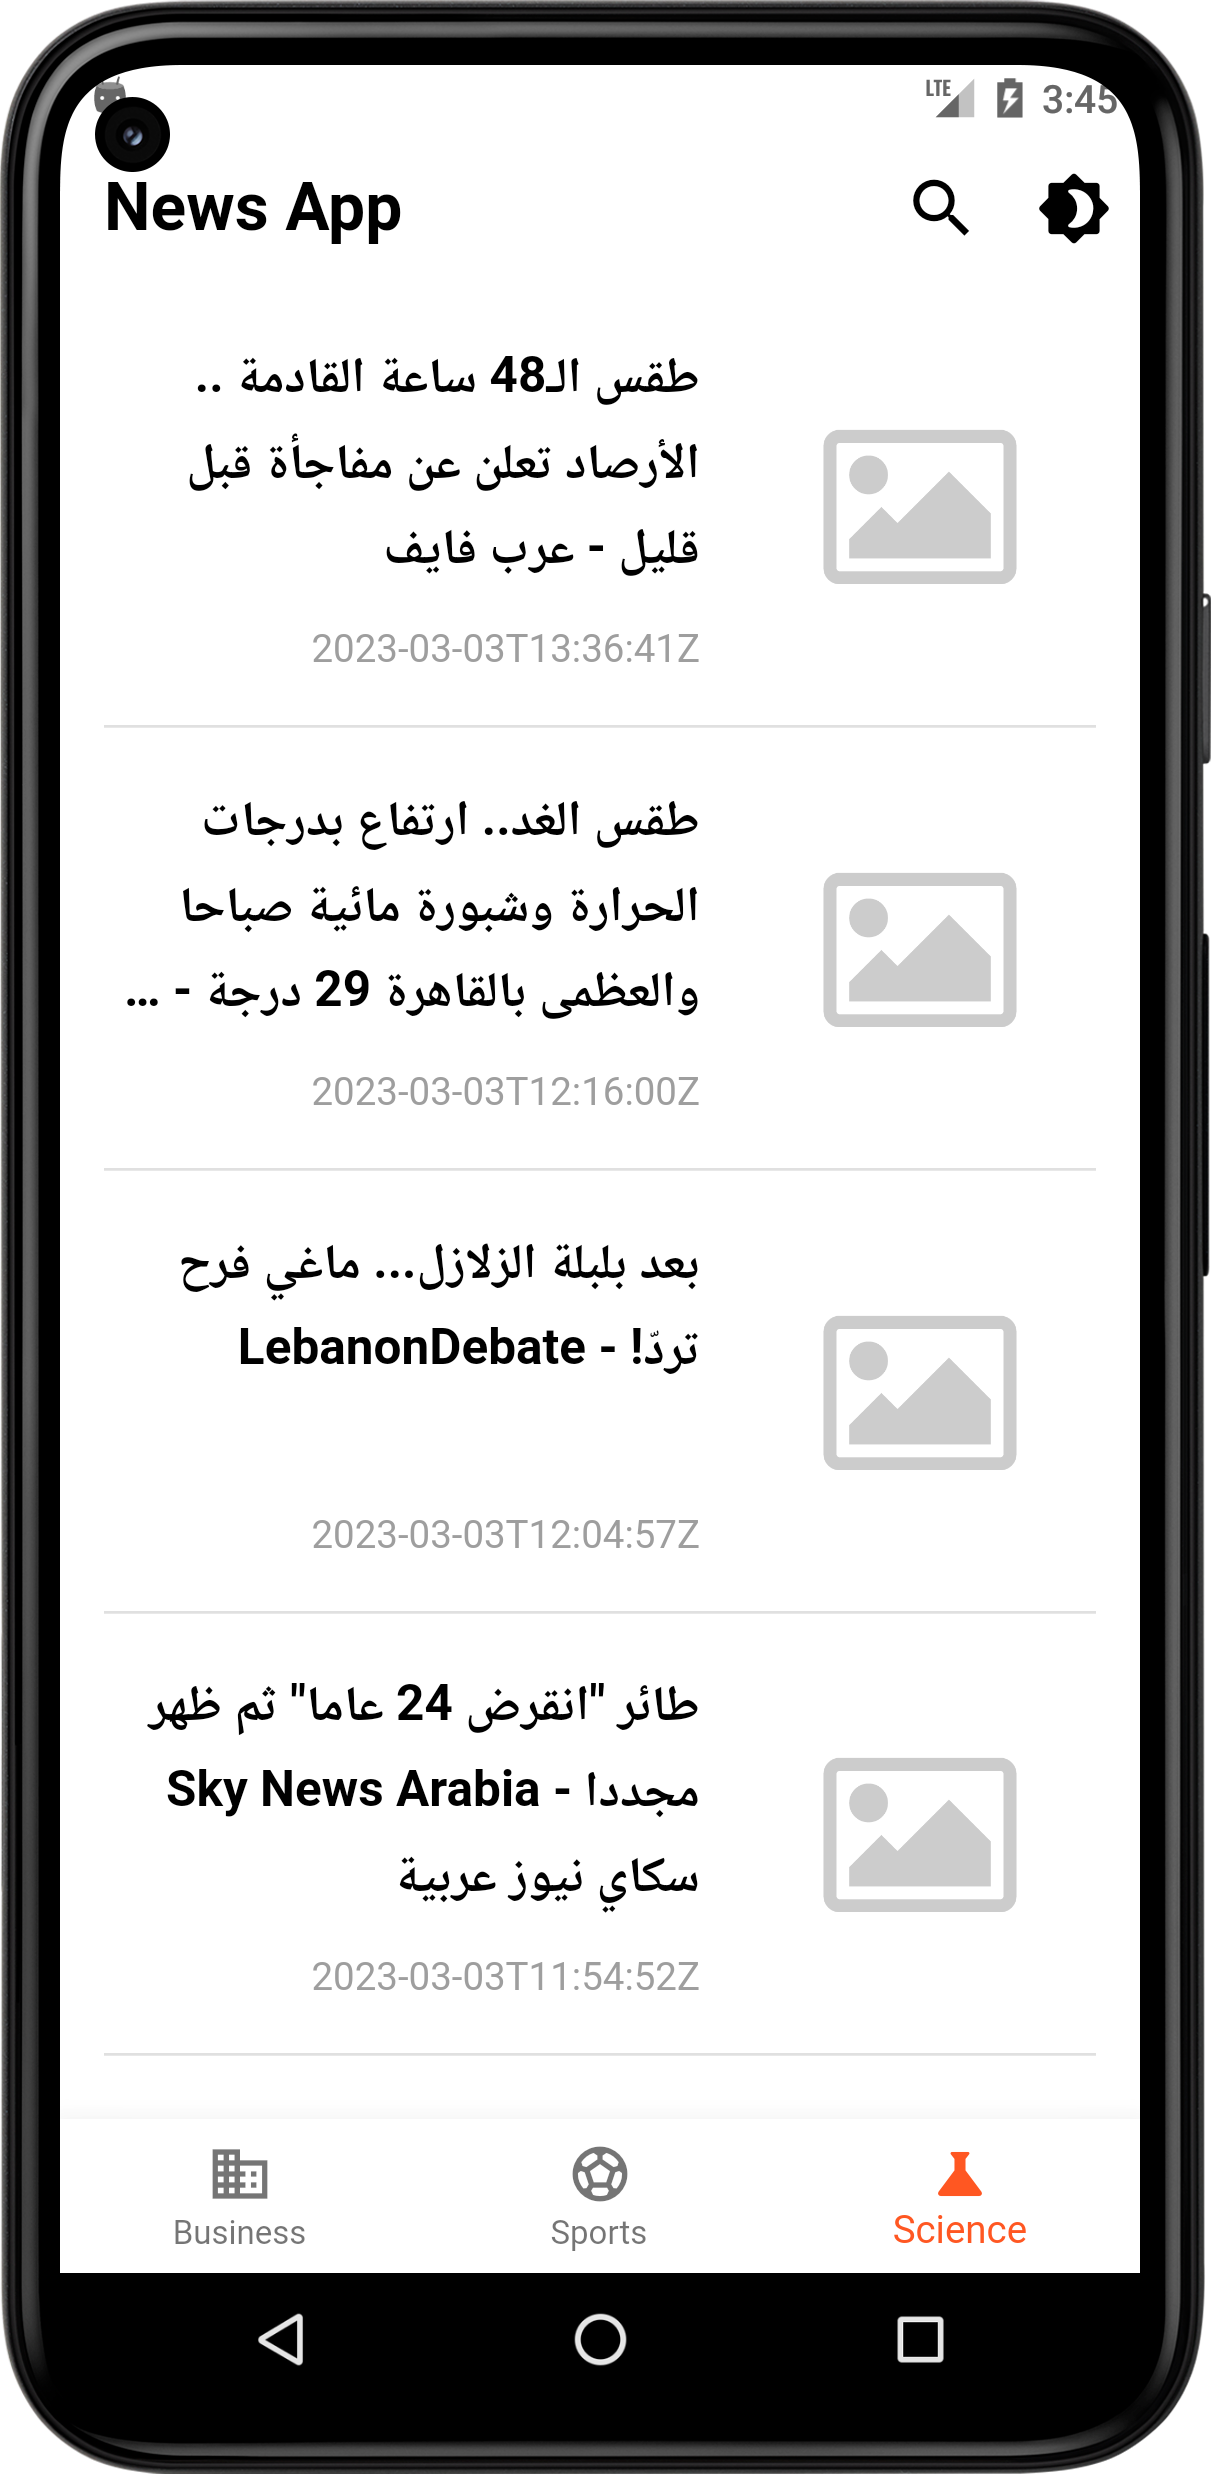 LTE 3:45
News App
طقس الـ48 ساعة القادمة ..
الأرصاد تعلن عن مفاجأة قبل
قليل - عرب فايف
2023-03-03T13:36:41Z
طقس الغد.. ارتفاع بدرجات
الحرارة وشبورة مائية صباحا
والعظمى بالقاهرة 29 درجة - ...
2023-03-03T12:16:00Z
بعد بلبلة الزلازل... ماغي فرح
تردّ! - LebanonDebate
2023-03-03T12:04:57Z
طائر "انقرض 24 عاما" ثم ظهر
مجددا - Sky News Arabia
سكاي نيوز عربية
2023-03-03T11:54:52Z
Business
Sports
Science